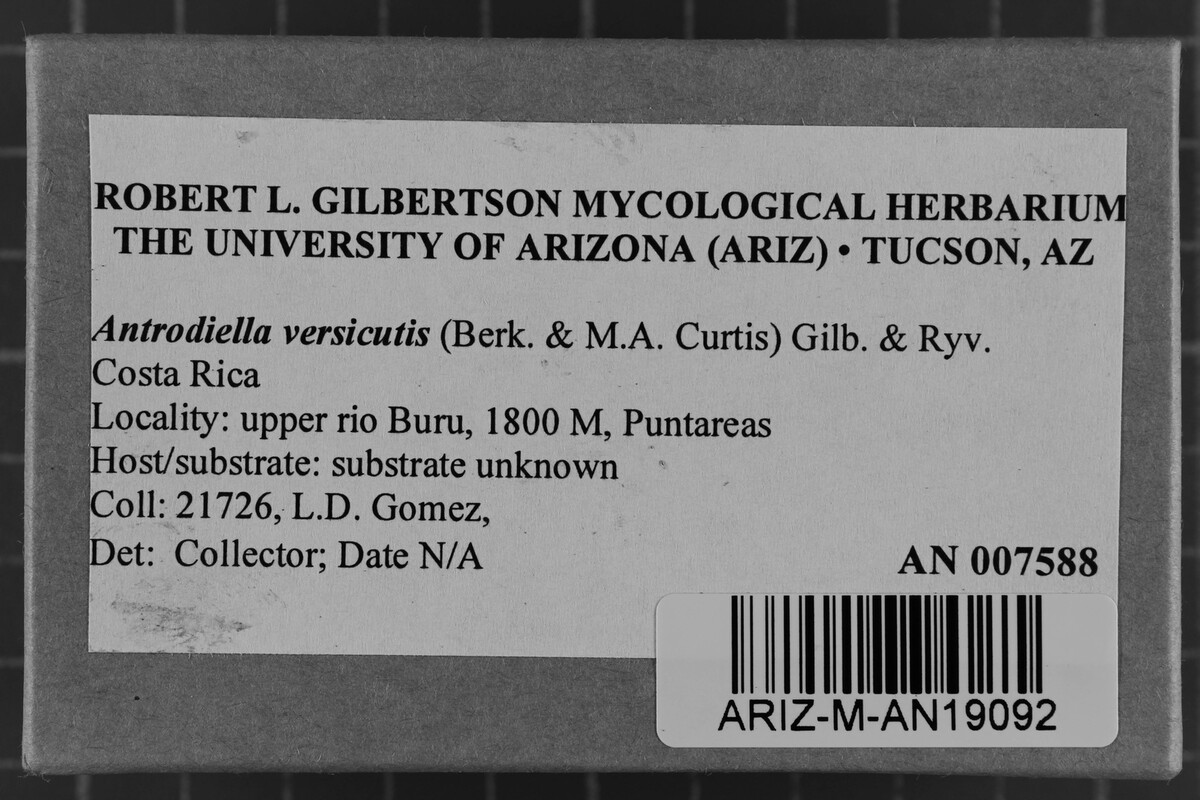 ROBERT L. GILBERTSON MYCOLOGICAL HERBARIUM
THE UNIVERSITY OF ARIZONA (ARIZ) • TUCSON, AZ
Antrodiella versicutis (Berk. & M.A. Curtis) Gilb. & Ryv.
Costa Rica
Locality: upper rio Buru, 1800 M, Puntareas
Host/substrate: substrate unknown
Coll: 21726, L.D. Gomez,
Det: Collector; Date N/A
AN 007588
ARIZ-M-AN19092